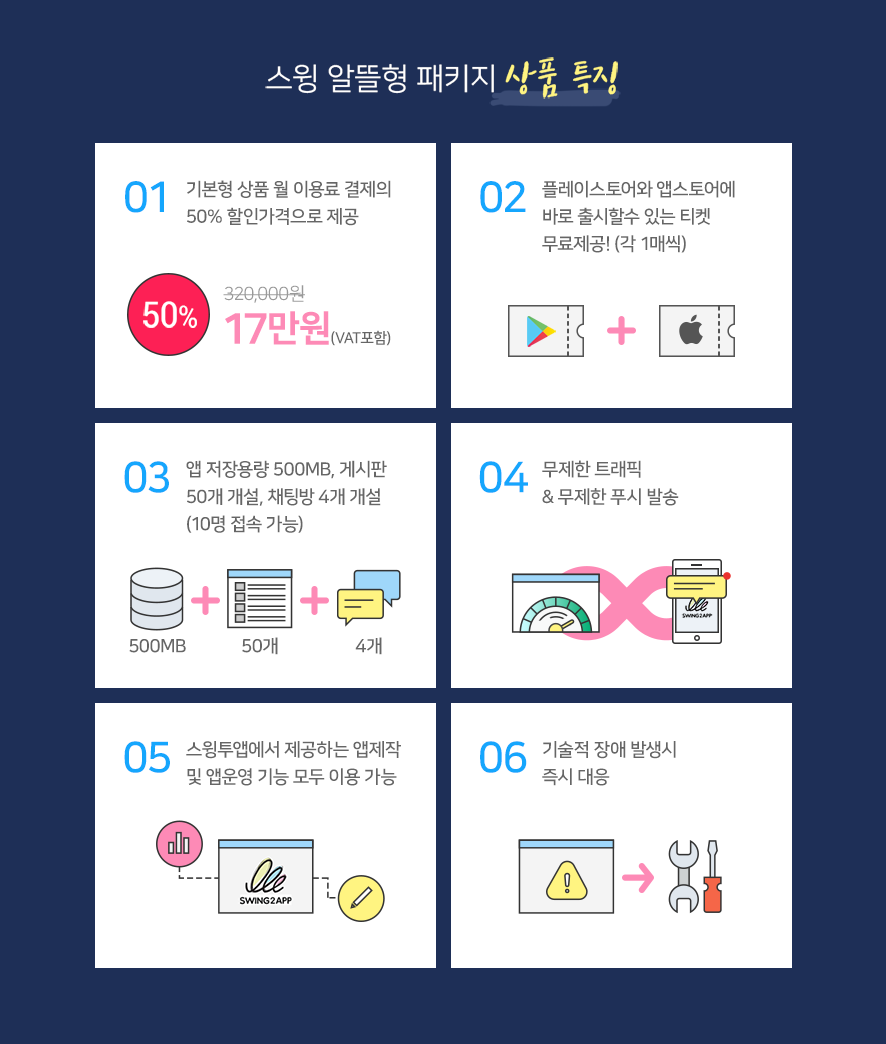 스윙 알뜰형 패키지 상품 특징
01
기본형 상품 월 이용료 결제의
50% 할인가격으로 제공
50%
320,000원
17만원(VAT포함)
02
플레이스토어와 앱스토어에
바로 출시할수 있는 티켓
무료제공! (각 1매씩)
03
앱 저장용량 500MB, 게시판
50개 개설, 채팅방 4개 개설
(10명 접속 가능)
500MB
50개
4개
04
무제한 트래픽
& 무제한 푸시 발송
SWING2APP
05
스윙투앱에서 제공하는 앱제작
및 앱운영 기능 모두 이용 가능
SWING2APP
06
기술적 장애 발생시
즉시 대응